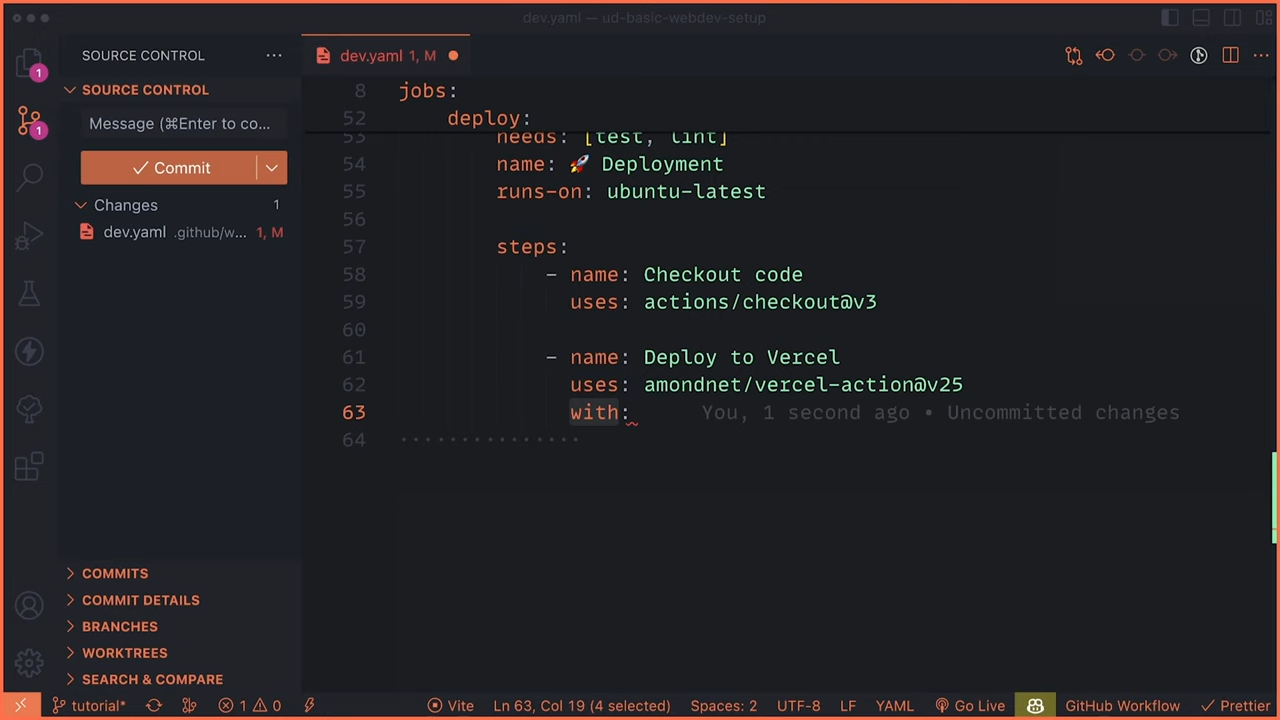 dev.yaml — ud-basic-webdev-setup
SOURCE CONTROL
dev.yaml 1, M
1
SOURCE CONTROL
Message (⌘Enter to co...
1
Commit
Changes 1
dev.yaml .github/w... 1, M
8 jobs:
52 deploy:
53 needs: [test, lint]
54 name: 🚀 Deployment
55 runs-on: ubuntu-latest
56
57 steps:
58 - name: Checkout code
59 uses: actions/checkout@v3
60
61 - name: Deploy to Vercel
62 uses: amondnet/vercel-action@v25
63 with: You, 1 second ago • Uncommitted changes
64
COMMITS
COMMIT DETAILS
BRANCHES
WORKTREES
SEARCH & COMPARE
tutorial* 1 0 Vite Ln 63, Col 19 (4 selected) Spaces: 2 UTF-8 LF YAML Go Live GitHub Workflow Prettier